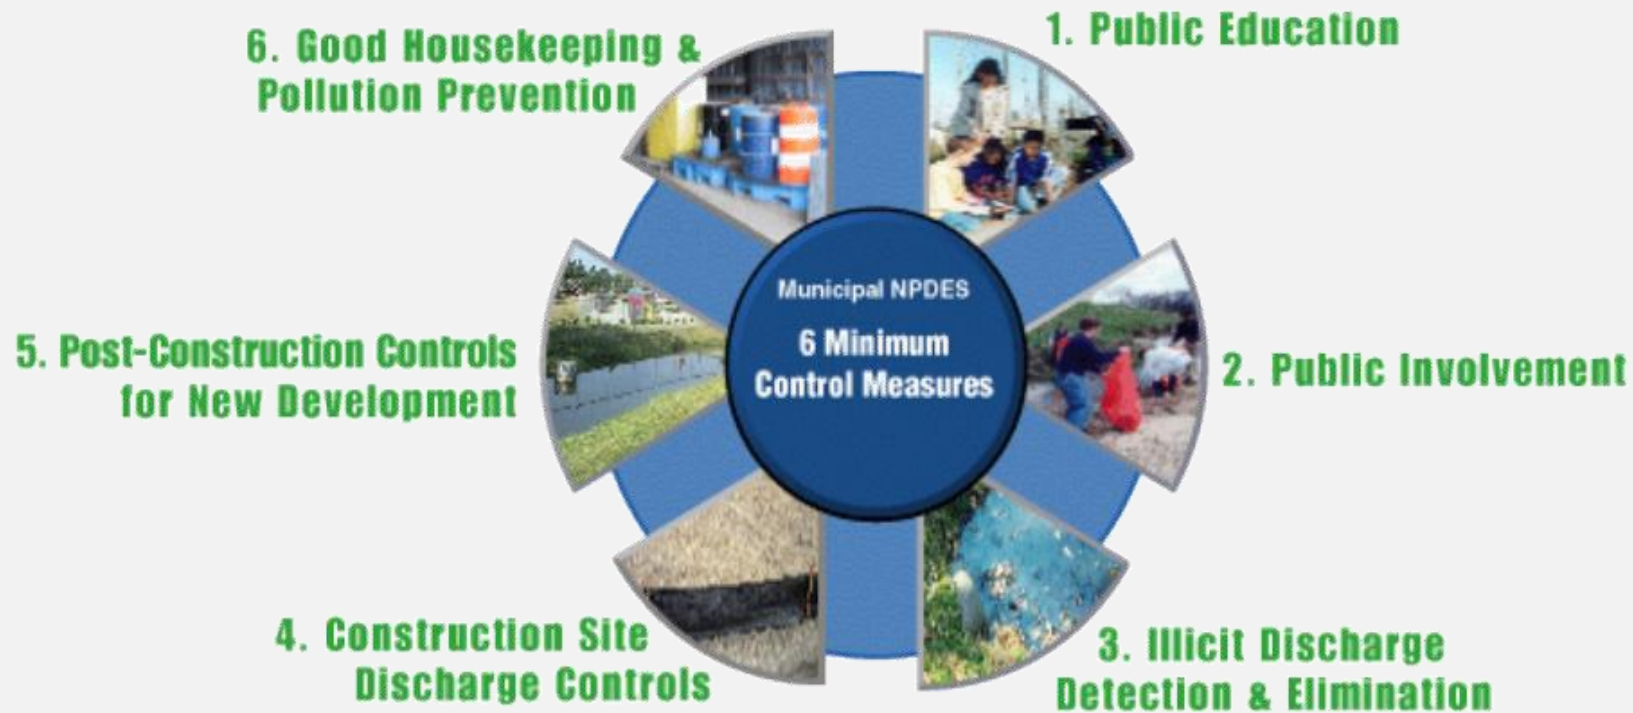 1. Public Education
2. Public Involvement
3. Illicit Discharge
Detection & Elimination
4. Construction Site
Discharge Controls
5. Post-Construction Controls
for New Development
6. Good Housekeeping &
Pollution Prevention
Municipal NPDES
6 Minimum
Control Measures